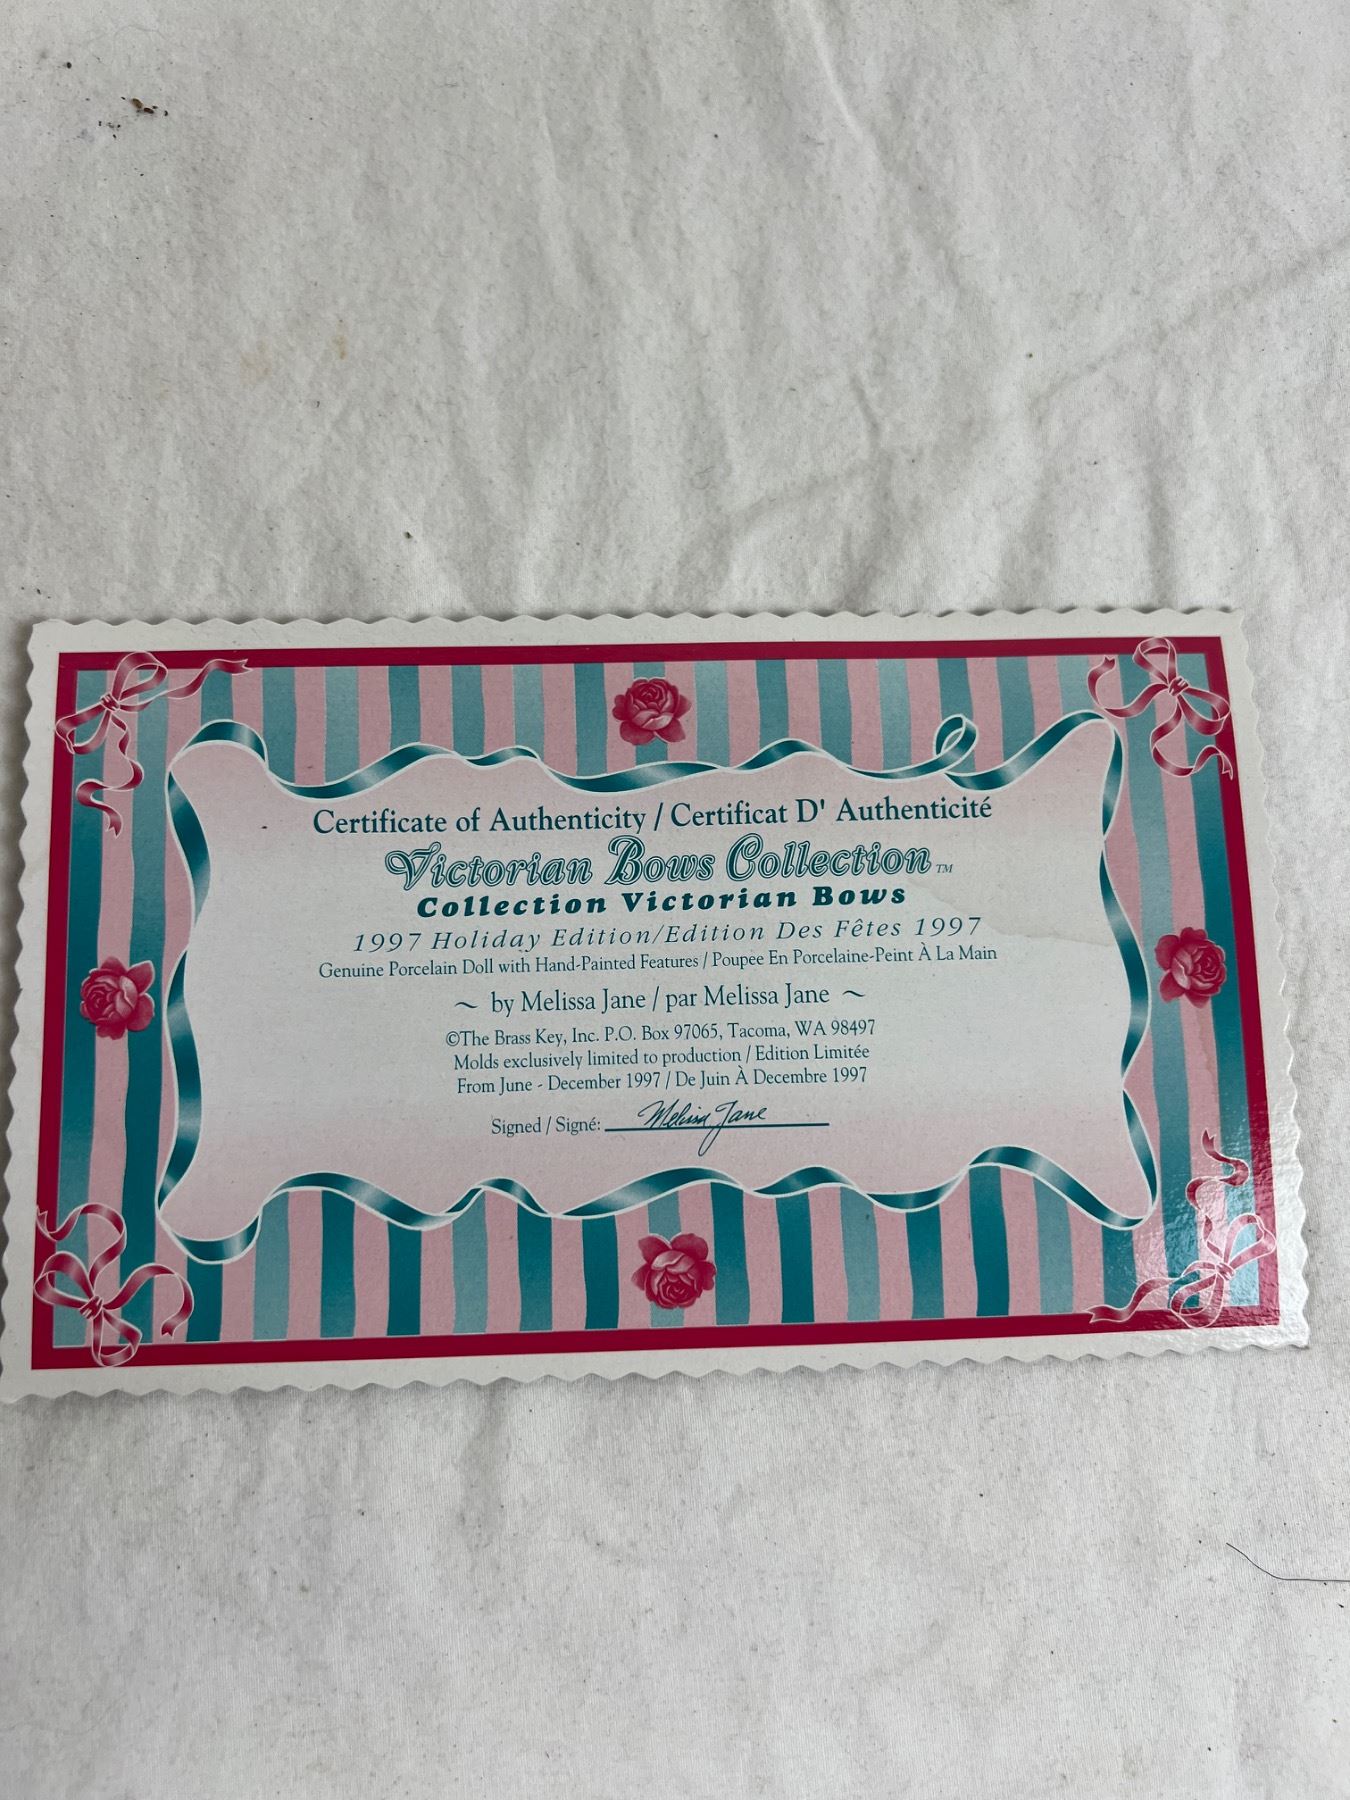 Certificate of Authenticity / Certificat D' Authenticité
Victorian Bows Collection™
Collection Victorian Bows
1997 Holiday Edition/Edition Des Fêtes 1997
Genuine Porcelain Doll with Hand-Painted Features / Poupée En Porcelaine-Peint À La Main
~ by Melissa Jane / par Melissa Jane ~
©The Brass Key, Inc. P.O. Box 97065, Tacoma, WA 98497
Molds exclusively limited to production / Edition Limitée
From June - December 1997 / De Juin À Decembre 1997
Signed / Signé: Melissa Jane